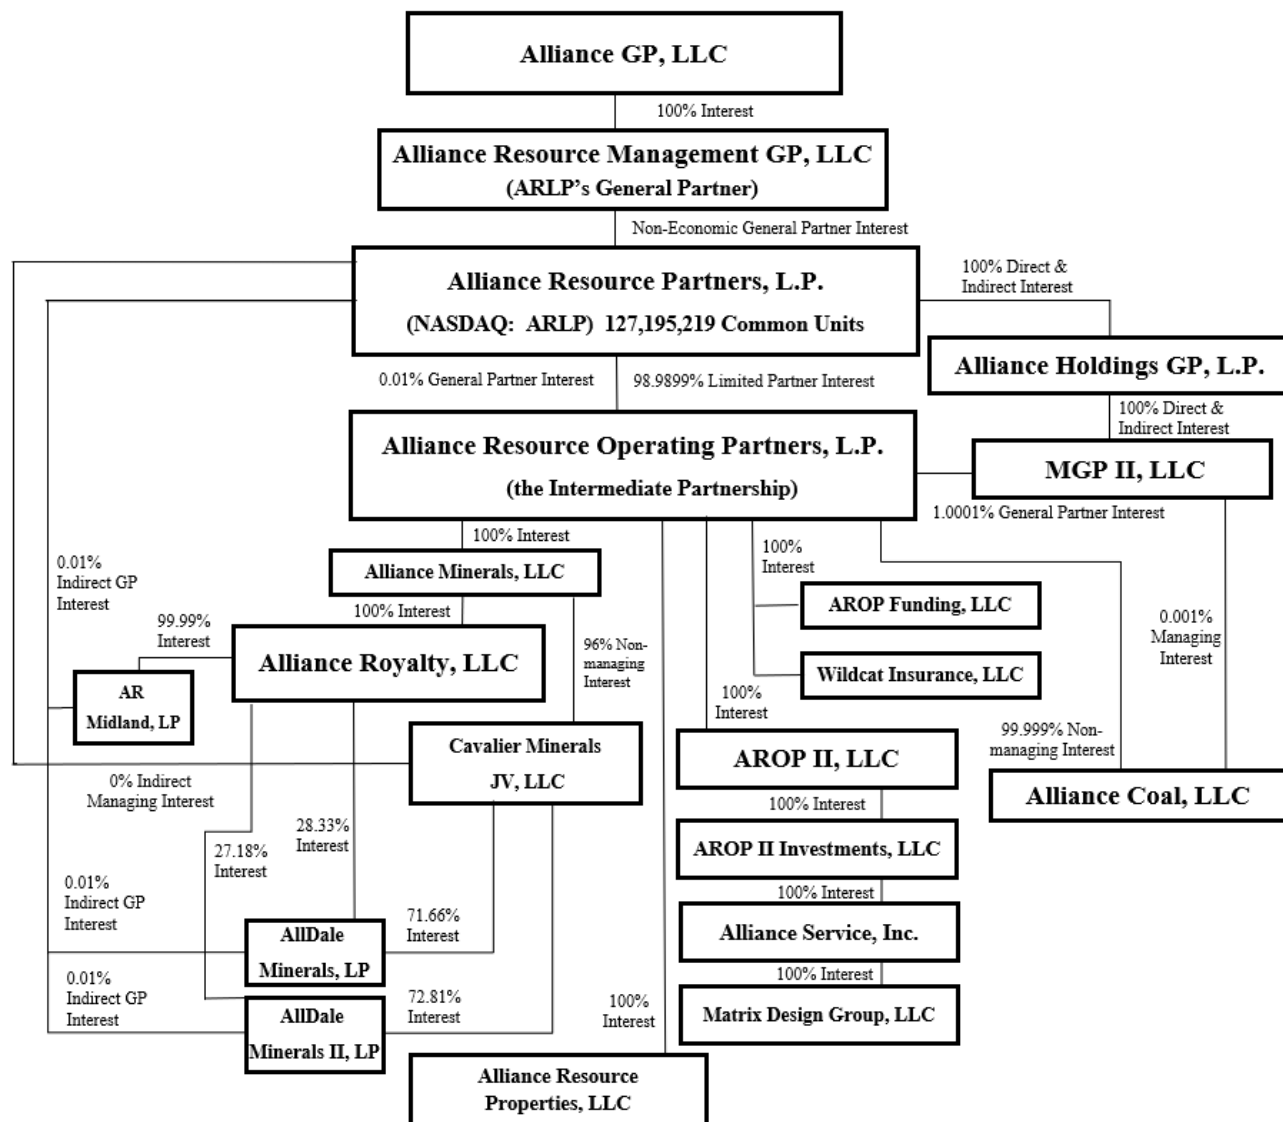 Alliance GP, LLC
100% Interest
Alliance Resource Management GP, LLC
(ARLP's General Partner)
Non-Economic General Partner Interest
Alliance Resource Partners, L.P.
(NASDAQ: ARLP) 127,195,219 Common Units
100% Direct &
Indirect Interest
Alliance Holdings GP, L.P.
0.01% General Partner Interest
98.9899% Limited Partner Interest
100% Direct &
Indirect Interest
Alliance Resource Operating Partners, L.P.
(the Intermediate Partnership)
MGP II, LLC
1.0001% General Partner Interest
100% Interest
Alliance Minerals, LLC
100% Interest
0.01%
Indirect GP
Interest
99.99%
Interest
Alliance Royalty, LLC
96% Non-
managing
Interest
AR
Midland, LP
100%
Interest
AROP Funding, LLC
Wildcat Insurance, LLC
0.001%
Managing
Interest
100%
Interest
99.999% Non-
managing Interest
Cavalier Minerals
JV, LLC
AROP II, LLC
Alliance Coal, LLC
0% Indirect
Managing Interest
28.33%
Interest
27.18%
Interest
100% Interest
AROP II Investments, LLC
100% Interest
0.01%
Indirect GP
Interest
71.66%
Interest
AllDale
Minerals, LP
Alliance Service, Inc.
100% Interest
0.01%
Indirect GP
Interest
72.81%
Interest
AllDale
Minerals II, LP
100%
Interest
Matrix Design Group, LLC
Alliance Resource
Properties, LLC